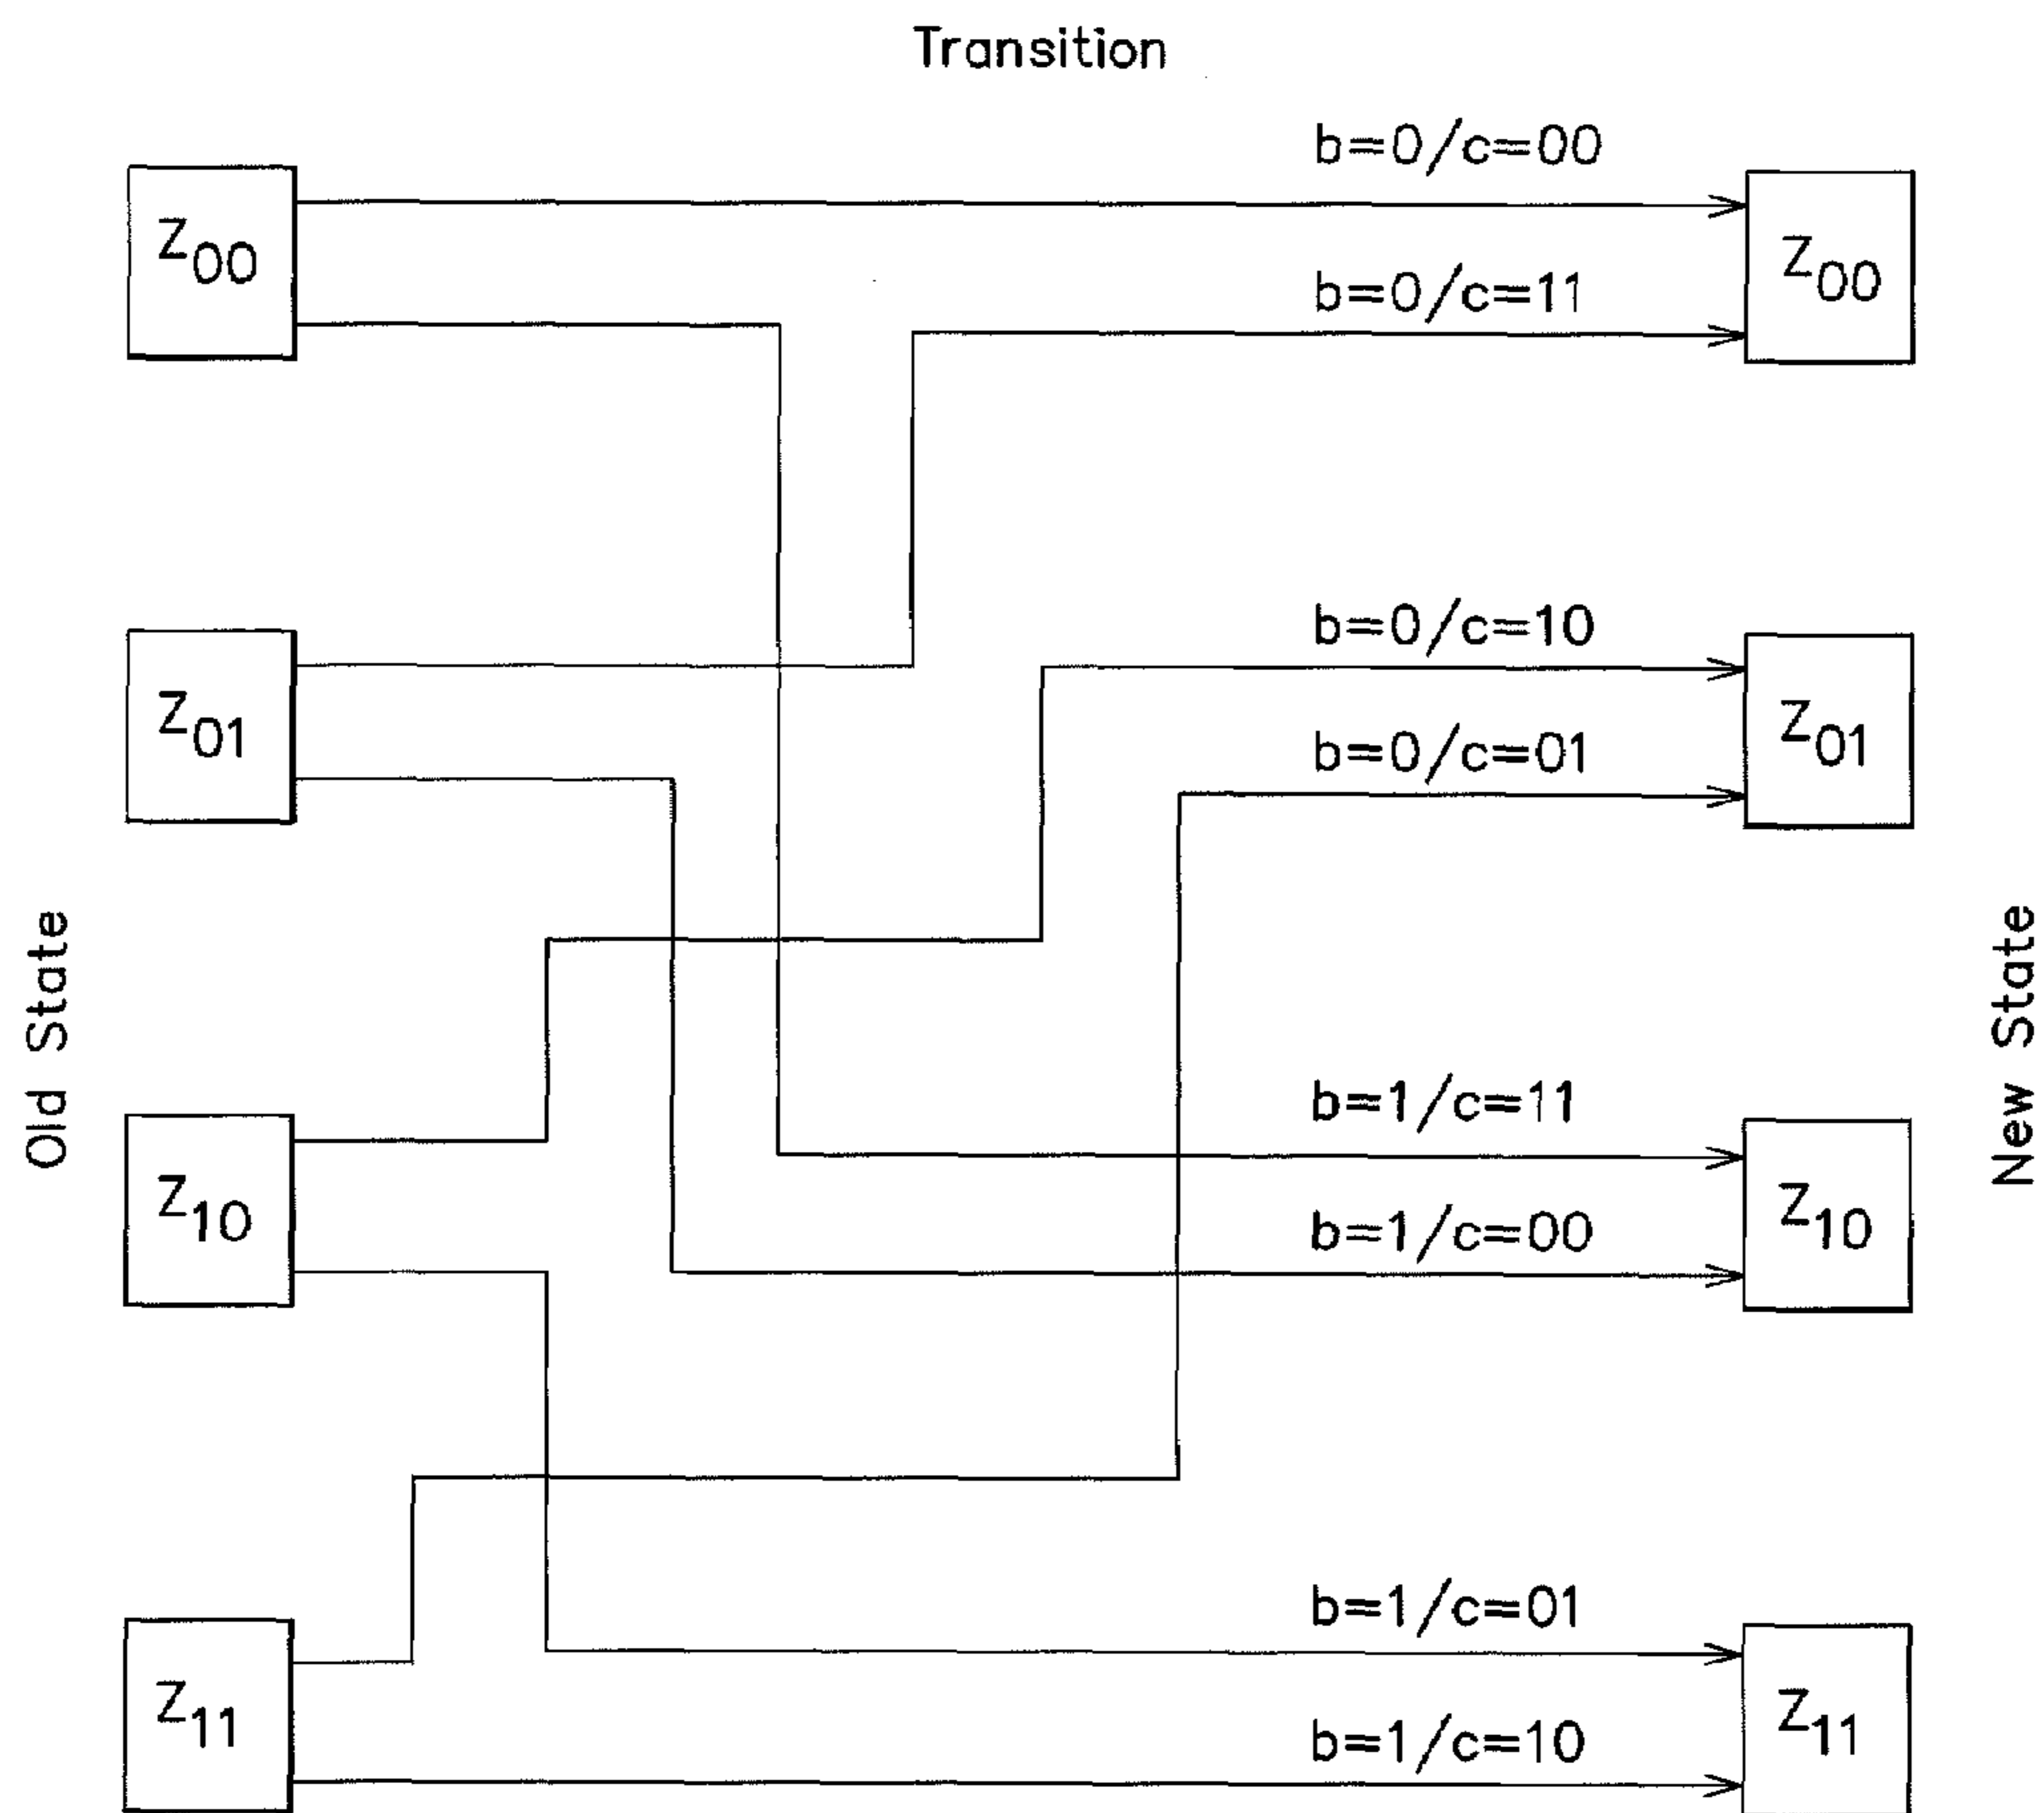 Transition
b=0/c=00
Z00
Z00
b=0/c=11
b=0/c=10
Z01
Z01
b=0/c=01
Old State
New State
b=1/c=11
Z10
Z10
b=1/c=00
b=1/c=01
Z11
Z11
b=1/c=10